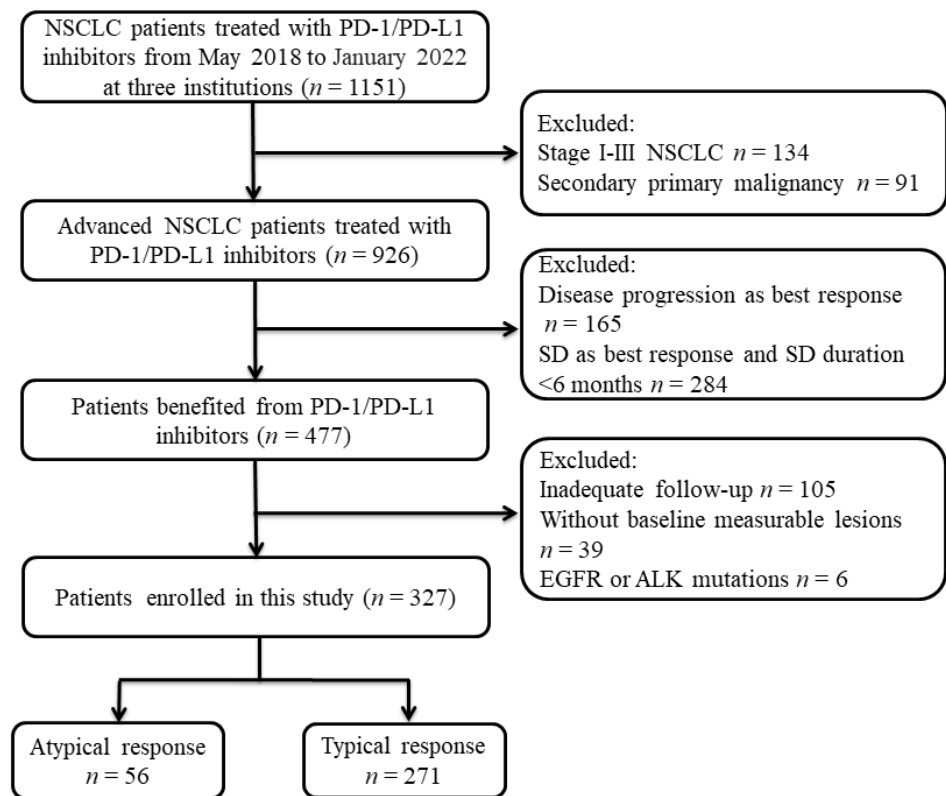 NSCLC patients treated with PD-1/PD-L1
inhibitors from May 2018 to January 2022
at three institutions (n = 1151)
Excluded:
Stage I-III NSCLC n = 134
Secondary primary malignancy n = 91
Advanced NSCLC patients treated with
PD-1/PD-L1 inhibitors (n = 926)
Excluded:
Disease progression as best response
n = 165
SD as best response and SD duration
<6 months n = 284
Patients benefited from PD-1/PD-L1
inhibitors (n = 477)
Excluded:
Inadequate follow-up n = 105
Without baseline measurable lesions
n = 39
EGFR or ALK mutations n = 6
Patients enrolled in this study (n = 327)
Atypical response
n = 56
Typical response
n = 271